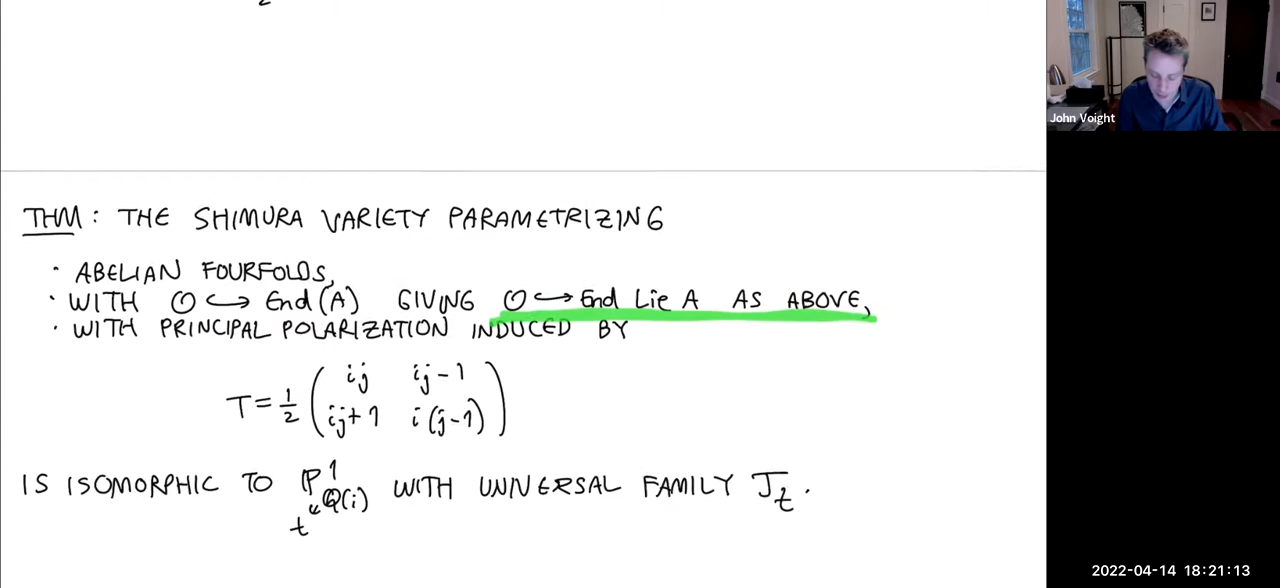 THM: THE SHIMURA VARIETY PARAMETRIZING
· ABELIAN FOURFOLDS,
· WITH O ↪ End(A) GIVING O ↪ End Lie A AS ABOVE,
· WITH PRINCIPAL POLARIZATION INDUCED BY
T = 1/2 ( ij ij-1
ij+1 i(j-1) )
IS ISOMORPHIC TO P^1_Q(i) WITH UNIVERSAL FAMILY J_t.
t
John Voight
2022-04-14 18:21:13